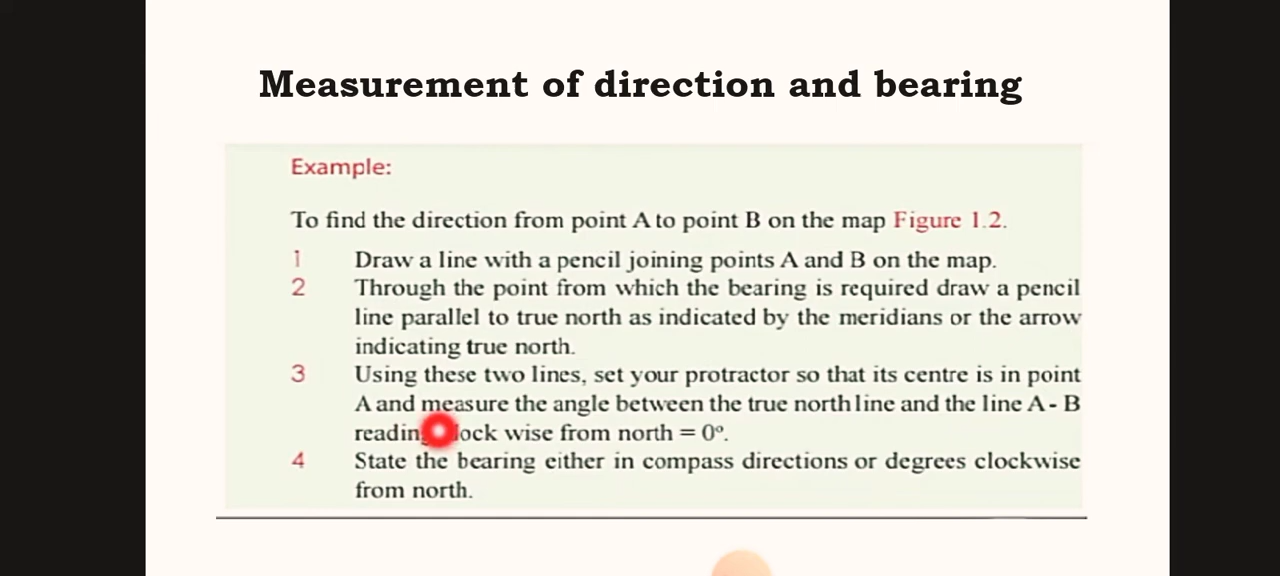 Measurement of direction and bearing
Example:
To find the direction from point A to point B on the map Figure 1.2.
1 Draw a line with a pencil joining points A and B on the map.
2 Through the point from which the bearing is required draw a pencil
line parallel to true north as indicated by the meridians or the arrow
indicating true north.
3 Using these two lines, set your protractor so that its centre is in point
A and measure the angle between the true north line and the line A - B
wise from north = 0º.
4 State the bearing either in compass directions or degrees clockwise
from north.